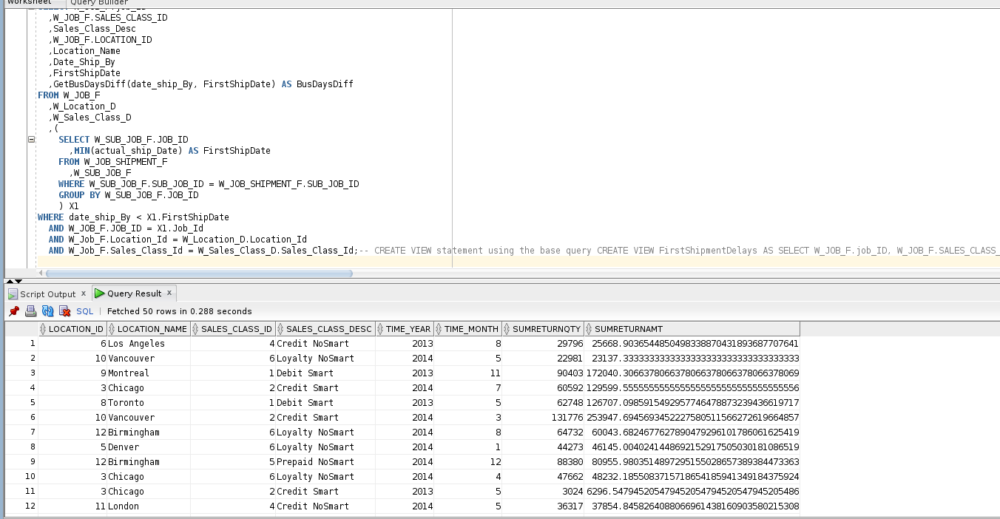 Worksheet Query Builder
,W_JOB_F.SALES_CLASS_ID
,Sales_Class_Desc
,W_JOB_F.LOCATION_ID
,Location_Name
,Date_Ship_By
,FirstShipDate
,GetBusDaysDiff(date_ship_By, FirstShipDate) AS BusDaysDiff
FROM W_JOB_F
,W_Location_D
,W_Sales_Class_D
,(
SELECT W_SUB_JOB_F.JOB_ID
,MIN(actual_ship_Date) AS FirstShipDate
FROM W_JOB_SHIPMENT_F
,W_SUB_JOB_F
WHERE W_SUB_JOB_F.SUB_JOB_ID = W_JOB_SHIPMENT_F.SUB_JOB_ID
GROUP BY W_SUB_JOB_F.JOB_ID
) X1
WHERE date_ship_By < X1.FirstShipDate
AND W_JOB_F.JOB_ID = X1.Job_Id
AND W_Job_F.Location_Id = W_Location_D.Location_Id
AND W_Job_F.Sales_Class_Id = W_Sales_Class_D.Sales_Class_Id;-- CREATE VIEW statement using the base query CREATE VIEW FirstShipmentDelays AS SELECT W_JOB_F.job_ID, W_JOB_F.SALES_CLASS_
Script Output x Query Result x
SQL | Fetched 50 rows in 0.288 seconds
LOCATION_ID LOCATION_NAME SALES_CLASS_ID SALES_CLASS_DESC TIME_YEAR TIME_MONTH SUMRETURNQTY SUMRETURNAMT
1 6 Los Angeles 4 Credit NoSmart 2013 8 29796 25668.9036544850498338870431893687707641
2 10 Vancouver 6 Loyalty NoSmart 2014 5 22981 23137.3333333333333333333333333333333333
3 9 Montreal 1 Debit Smart 2013 11 90403 172040.3066378066378066378066378066378069
4 3 Chicago 2 Credit Smart 2014 7 60592 129599.555555555555555555555555555555556
5 8 Toronto 1 Debit Smart 2013 5 62748 126707.098591549295774647887323943661971​7
6 10 Vancouver 2 Credit Smart 2014 3 131776 253947.694569345222758051156627261966​4857
7 12 Birmingham 6 Loyalty NoSmart 2014 8 64732 60043.6824677627890479296101786061625419
8 5 Denver 6 Loyalty NoSmart 2014 1 44273 46145.0040241448692152917505030181086519
9 12 Birmingham 5 Prepaid NoSmart 2014 12 88380 80955.9803514897295155028657389384473363
10 3 Chicago 6 Loyalty NoSmart 2014 4 47662 48232.1855083715718654185941349184375924
11 3 Chicago 2 Credit Smart 2013 5 3024 6296.54794520547945205479452054794520​5486
12 11 London 4 Credit NoSmart 2014 5 36317 37854.8458264088066961438160903580215308